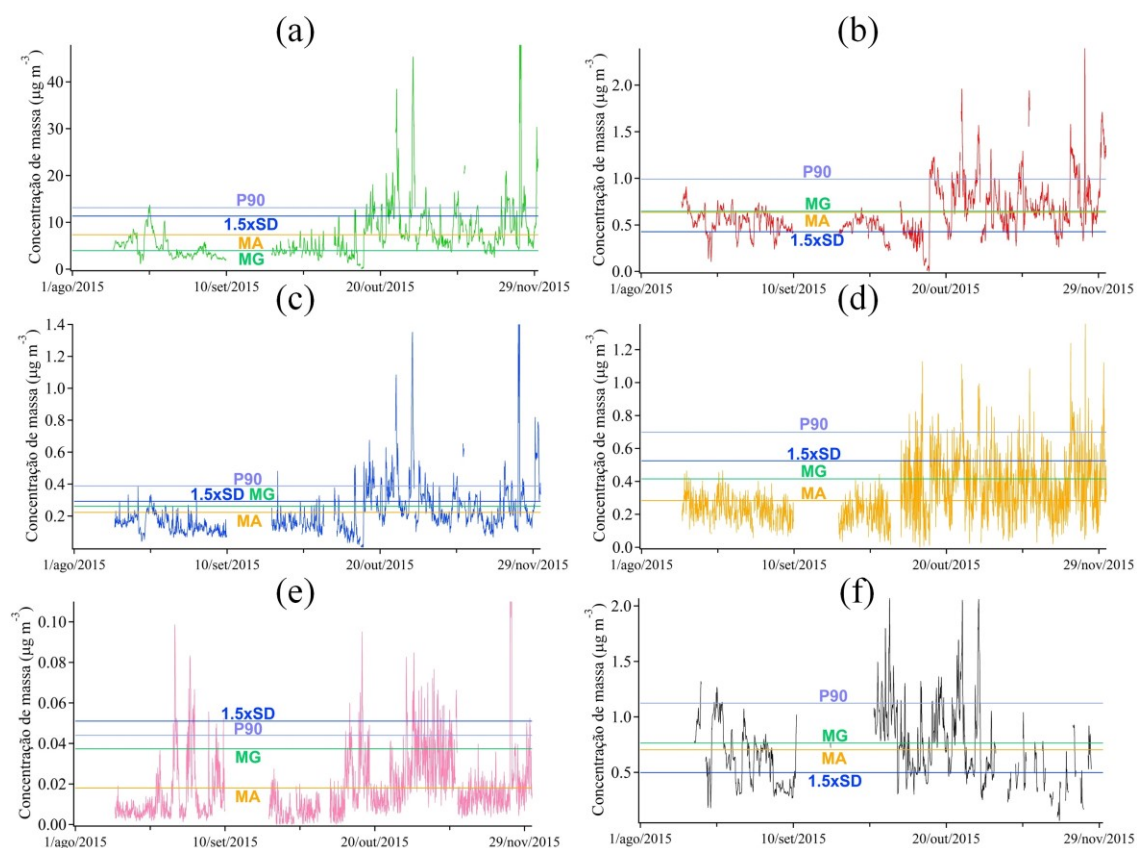 (a)
Concentração de massa (µg m⁻³)
40
30
20
10
0
P90
1.5xSD
MA
MG
1/ago/2015 10/set/2015 20/out/2015 29/nov/2015
(b)
Concentração de massa (µg m⁻³)
2.0
1.5
1.0
0.5
0.0
P90
MG
MA
1.5xSD
1/ago/2015 10/set/2015 20/out/2015 29/nov/2015
(c)
Concentração de massa (µg m⁻³)
1.4
1.2
1.0
0.8
0.6
0.4
0.2
P90
1.5xSD MG
MA
1/ago/2015 10/set/2015 20/out/2015 29/nov/2015
(d)
Concentração de massa (µg m⁻³)
1.2
1.0
0.8
0.6
0.4
0.2
0.0
P90
1.5xSD
MG
MA
1/ago/2015 10/set/2015 20/out/2015 29/nov/2015
(e)
Concentração de massa (µg m⁻³)
0.10
0.08
0.06
0.04
0.02
0.00
1.5xSD
P90
MG
MA
1/ago/2015 10/set/2015 20/out/2015 29/nov/2015
(f)
Concentração de massa (µg m⁻³)
2.0
1.5
1.0
0.5
P90
MG
MA
1.5xSD
1/ago/2015 10/set/2015 20/out/2015 29/nov/2015